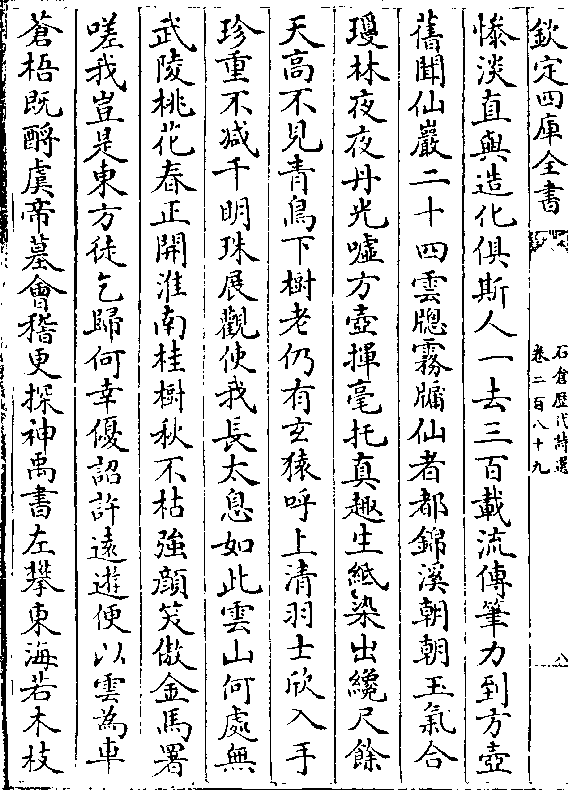 欽定四庫全書
石倉歷代詩選
卷二百八十九
八
慘淡直與造化俱斯人一去三百載流傳筆力到方壺
舊聞仙巖二十四雲牕霧牖仙者都錦溪朝朝玉氣合
璚林夜夜丹光噓方壺揮毫托真趣生紙染出纔尺餘
天高不見青鳥下樹老仍有玄猿呼上清羽士欣入手
珍重不減千明珠展觀使我長太息如此雲山何處無
武陵桃花春正開淮南桂樹秋不枯強顔笑傲金馬署
嗟我豈是東方徒乞歸何幸優詔許遠遊便以雲為車
蒼梧既酹虞帝墓會稽更探神禹書左攀東海若木枝